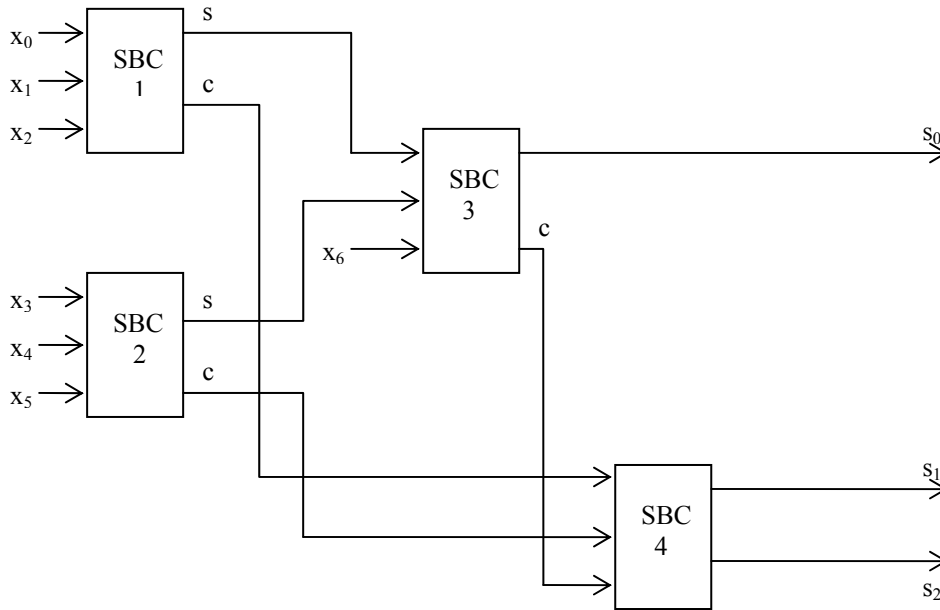 x₀
x₁
x₂
SBC
1
s
c
x₃
x₄
x₅
SBC
2
s
c
x₆
SBC
3
c
s₀
SBC
4
s₁
s₂